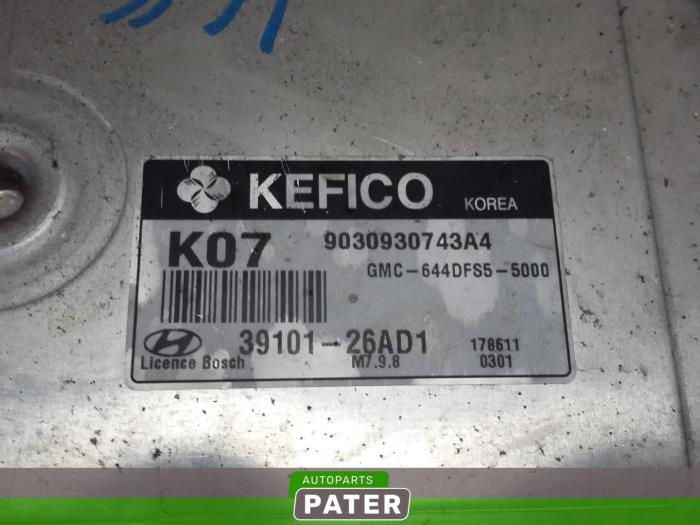 KEFICO KOREA
K07 9030930743A4
GMC-644DFS5-5000
39101-26AD1 178611
Licence Bosch M7.9.8 0301
AUTOPARTS
PATER